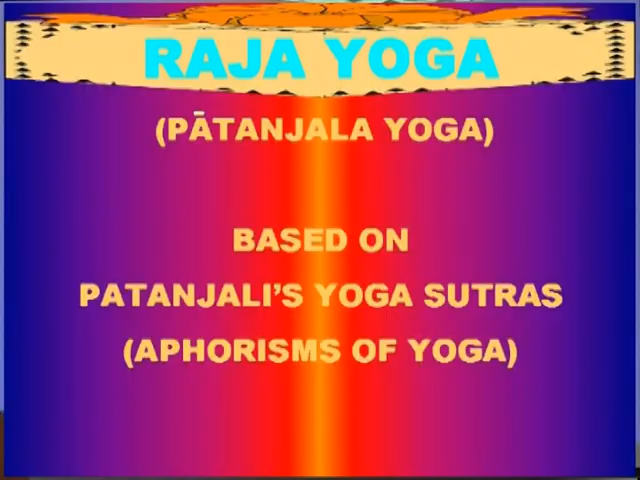 RAJA YOGA
(PĀTANJALA YOGA)
BASED ON
PATANJALI’S YOGA SUTRAS
(APHORISMS OF YOGA)